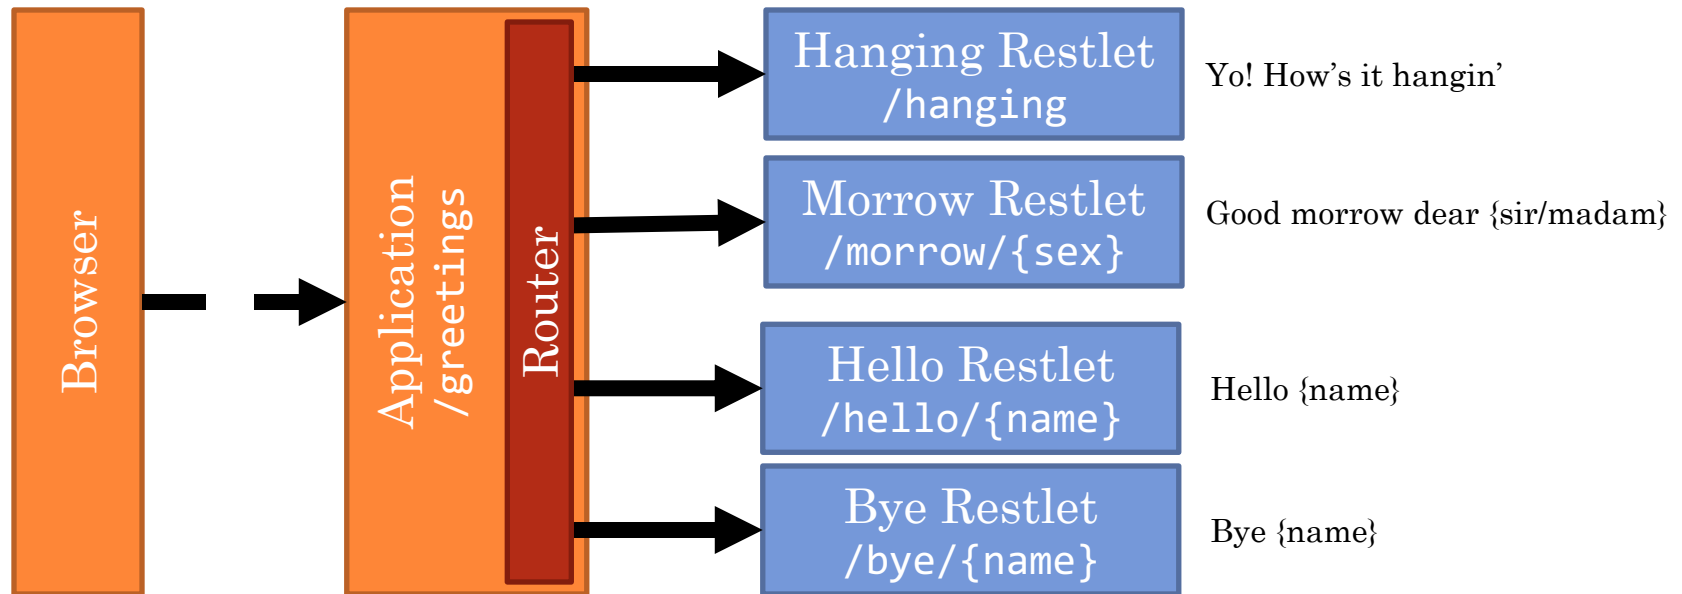 Browser
Application
/greetings
Router
Hanging Restlet
/hanging
Yo! How’s it hangin’
Morrow Restlet
/morrow/{sex}
Good morrow dear {sir/madam}
Hello Restlet
/hello/{name}
Hello {name}
Bye Restlet
/bye/{name}
Bye {name}